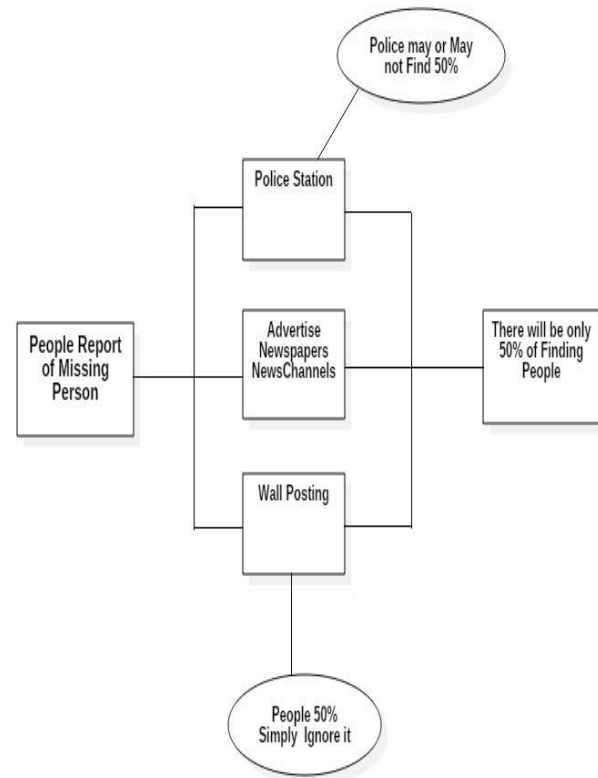 Police may or May
not Find 50%
Police Station
People Report
of Missing
Person
Advertise
Newspapers
NewsChannels
There will be only
50% of Finding
People
Wall Posting
People 50%
Simply Ignore it